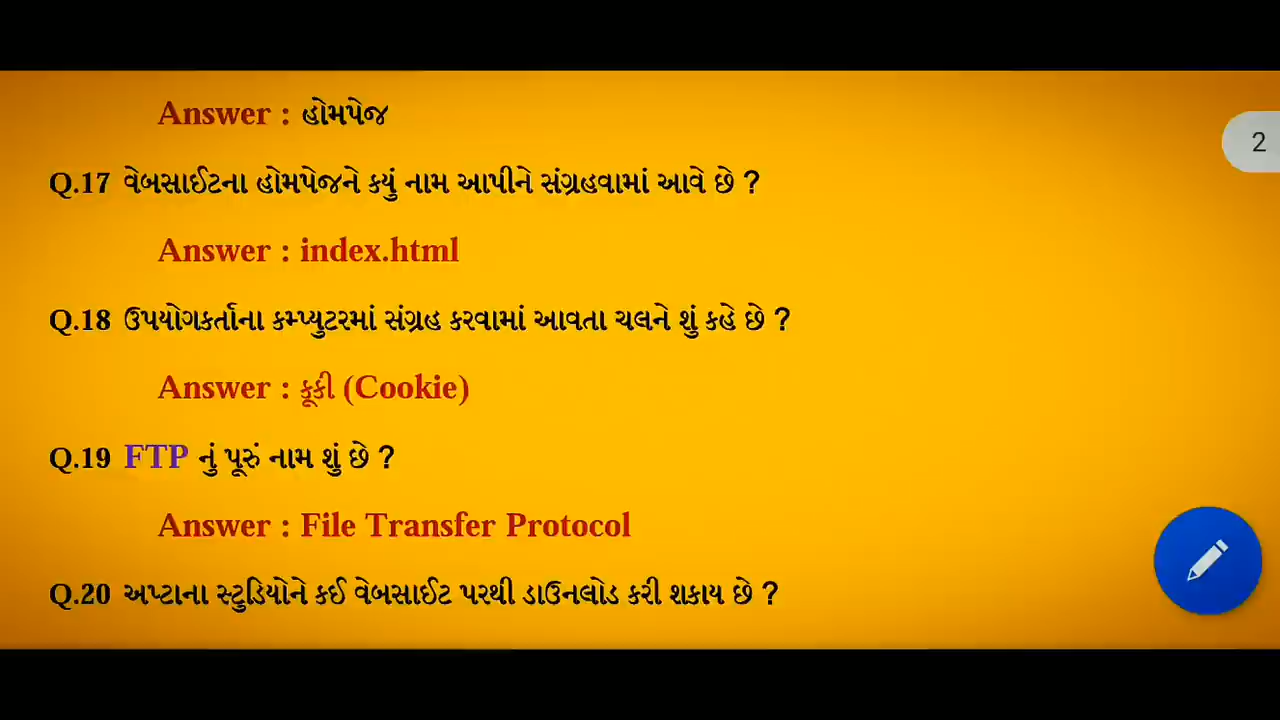 Answer : હોમપેજ
2
Q.17 વેબસાઈટના હોમપેજને કયું નામ આપીને સંગ્રહવામાં આવે છે ?
Answer : index.html
Q.18 ઉપયોગકર્તાના કમ્પ્યુટરમાં સંગ્રહ કરવામાં આવતા ચલને શું કહે છે ?
Answer : કૂકી (Cookie)
Q.19 FTP નું પૂરું નામ શું છે ?
Answer : File Transfer Protocol
Q.20 અપ્ટાના સ્ટુડિયોને કઈ વેબસાઈટ પરથી ડાઉનલોડ કરી શકાય છે ?